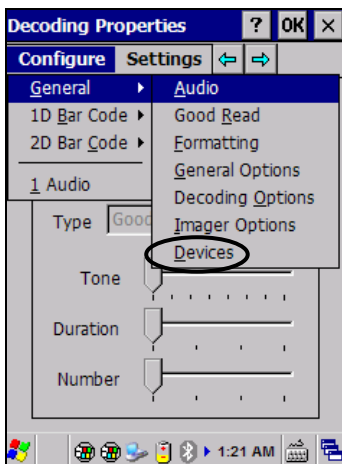 Decoding Properties ? OK ×
Configure Settings
General
Audio
1D Bar Code
Good Read
2D Bar Code
Formatting
General Options
1 Audio
Decoding Options
Type Good
Imager Options
Devices
Tone
Duration
Number
1:21 AM